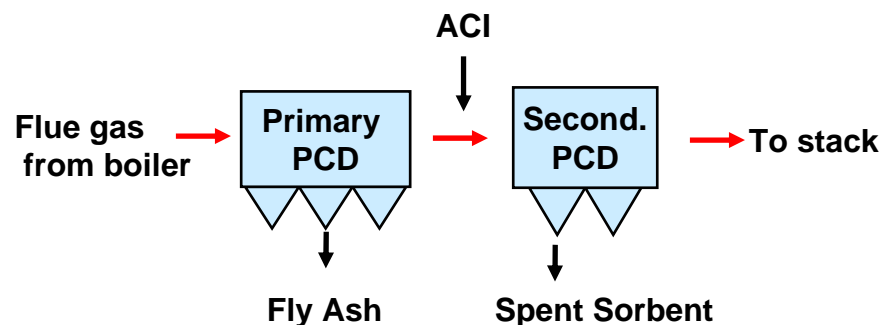 ACI
Flue gas
from boiler
Primary
PCD
Second.
PCD
To stack
Fly Ash
Spent Sorbent